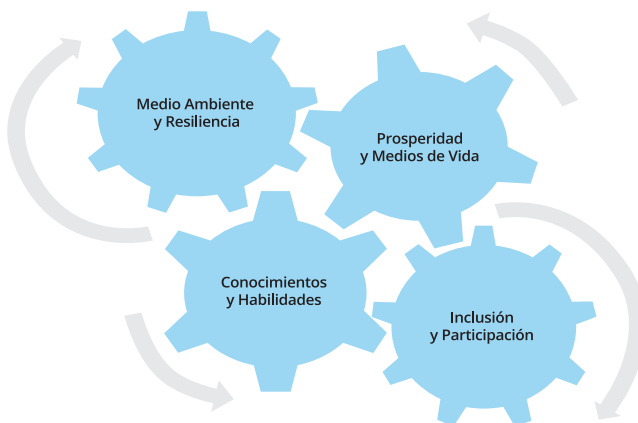 Medio Ambiente
y Resiliencia
Prosperidad
y Medios de Vida
Conocimientos
y Habilidades
Inclusión
y Participación